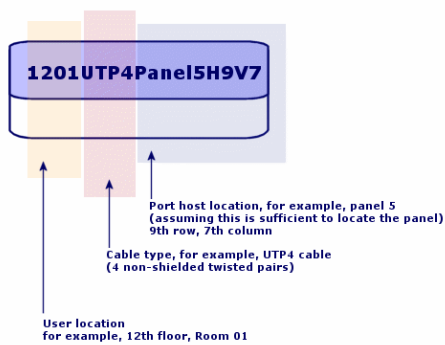 1201UTP4Panel5H9V7
Port host location, for example, panel 5
(assuming this is sufficient to locate the panel)
9th row, 7th column
Cable type, for example, UTP4 cable
(4 non-shielded twisted pairs)
User location
for example, 12th floor, Room 01